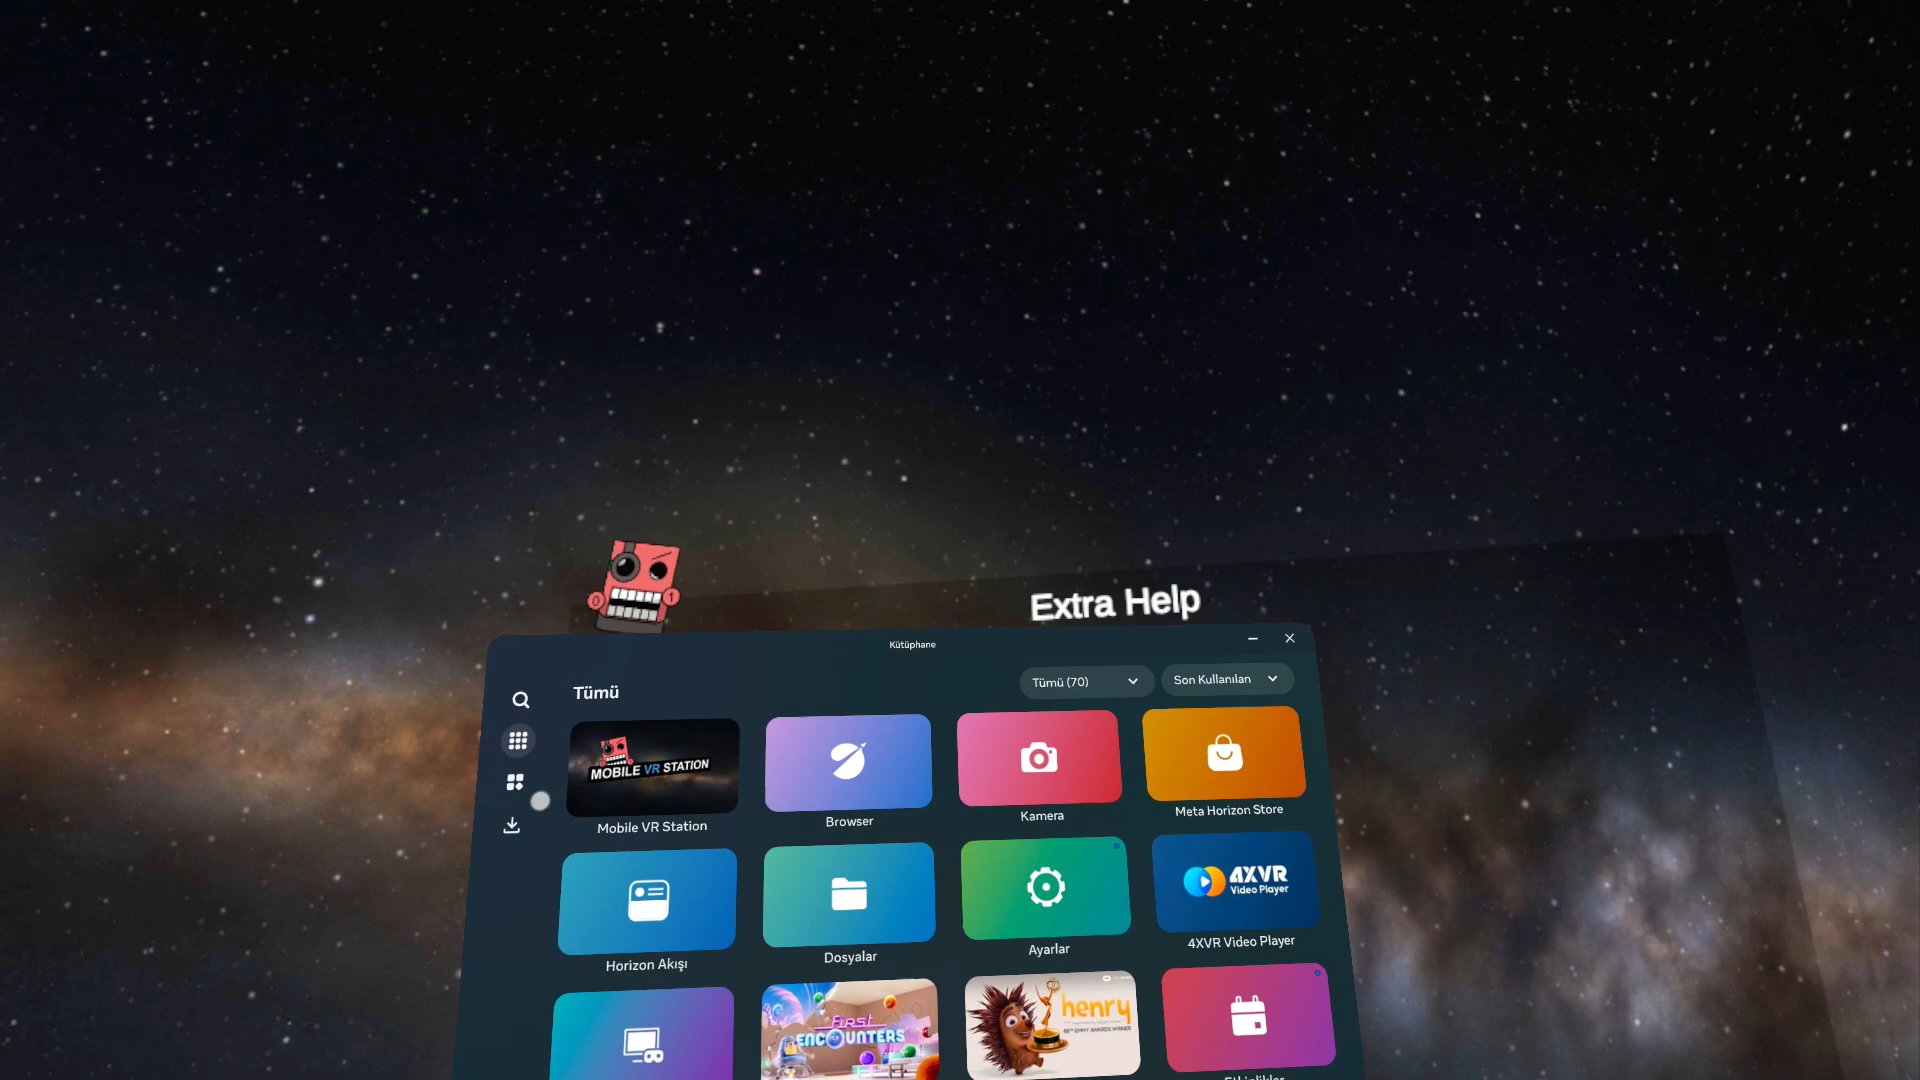 Extra Help
Kütüphane
Tümü
Tümü (70)
Son Kullanılan
MOBILE VR STATION
Mobile VR Station
Browser
Kamera
Meta Horizon Store
4XVR
Video Player
Horizon Akışı
Dosyalar
Ayarlar
4XVR Video Player
FIRST
ENCOUNTERS
henry